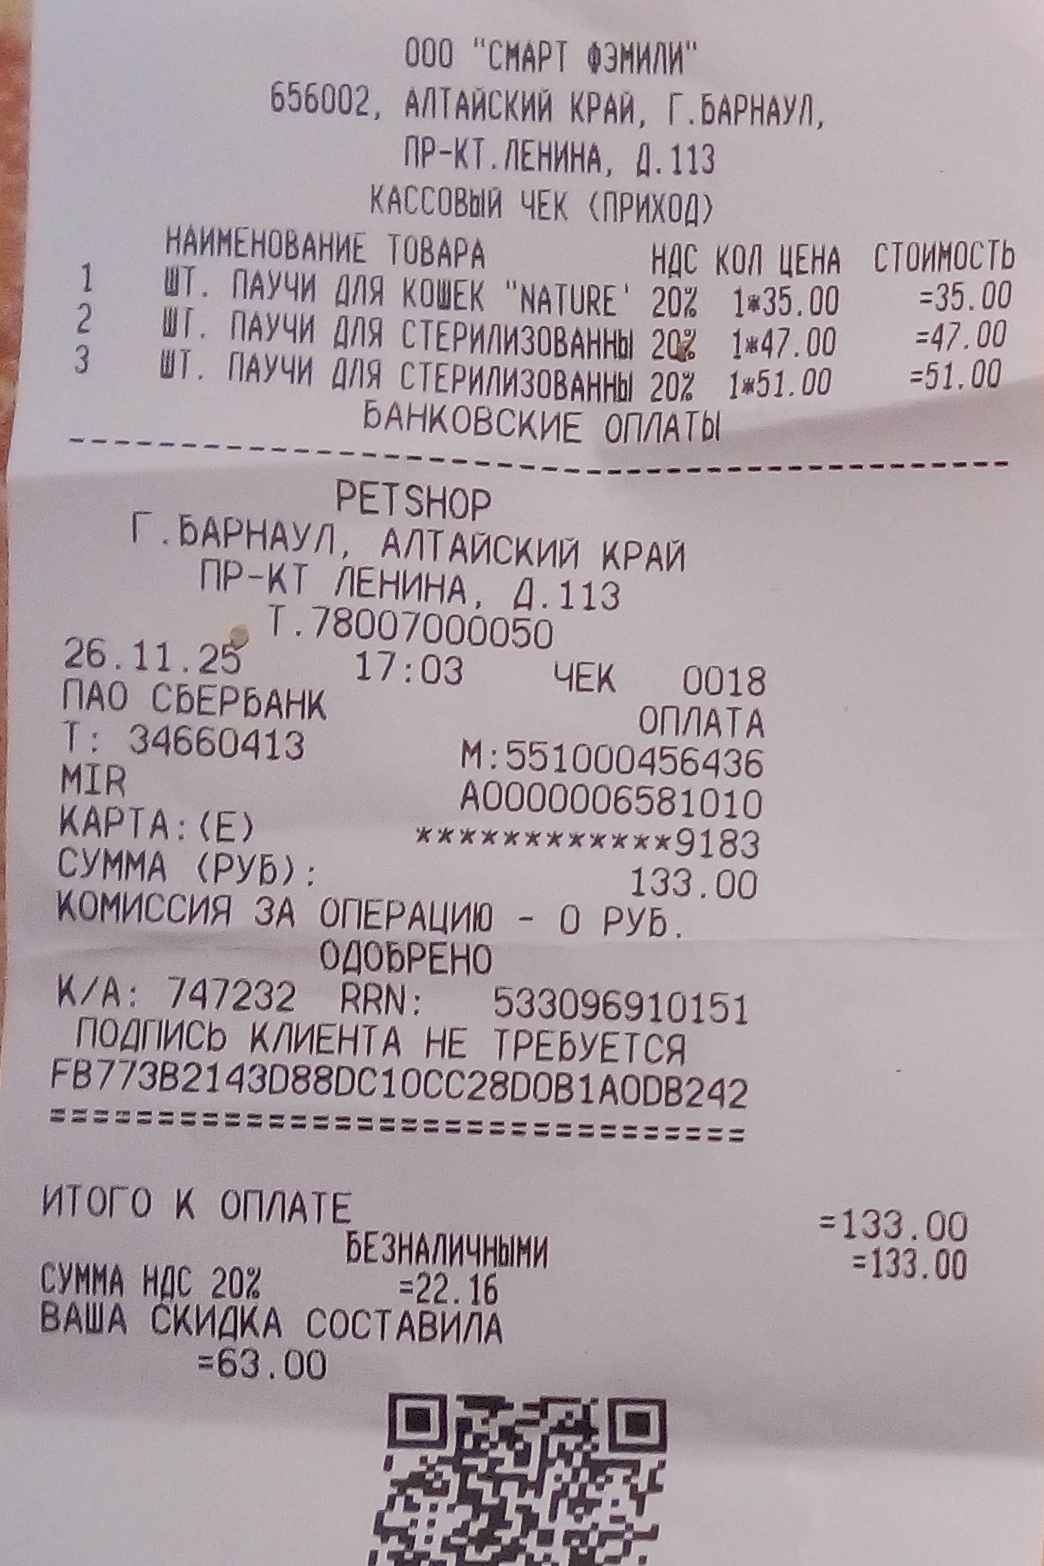 ООО "СМАРТ ФЭМИЛИ"
656002, АЛТАЙСКИЙ КРАЙ, Г.БАРНАУЛ,
ПР-КТ.ЛЕНИНА, Д.113
КАССОВЫЙ ЧЕК (ПРИХОД)
НАИМЕНОВАНИЕ ТОВАРА НДС КОЛ ЦЕНА СТОИМОСТЬ
1 ШТ. ПАУЧИ ДЛЯ КОШЕК "NATURE' 20% 1*35.00 =35.00
2 ШТ. ПАУЧИ ДЛЯ СТЕРИЛИЗОВАННЫ 20% 1*47.00 =47.00
3 ШТ. ПАУЧИ ДЛЯ СТЕРИЛИЗОВАННЫ 20% 1*51.00 =51.00
БАНКОВСКИЕ ОПЛАТЫ
PETSHOP
Г.БАРНАУЛ, АЛТАЙСКИЙ КРАЙ
ПР-КТ ЛЕНИНА, Д.113
Т.78007000050
26.11.25 17:03 ЧЕК 0018
ПАО СБЕРБАНК ОПЛАТА
Т: 34660413 М:551000456436
MIR A0000006581010
КАРТА:(E) ************9183
СУММА (РУБ): 133.00
КОМИССИЯ ЗА ОПЕРАЦИЮ - 0 РУБ.
ОДОБРЕНО
К/А: 747232 RRN: 533096910151
ПОДПИСЬ КЛИЕНТА НЕ ТРЕБУЕТСЯ
FB773B2143D88DC10CC28D0B1A0DB242
================================
ИТОГО К ОПЛАТЕ =133.00
БЕЗНАЛИЧНЫМИ =133.00
СУММА НДС 20% =22.16
ВАША СКИДКА СОСТАВИЛА
=63.00